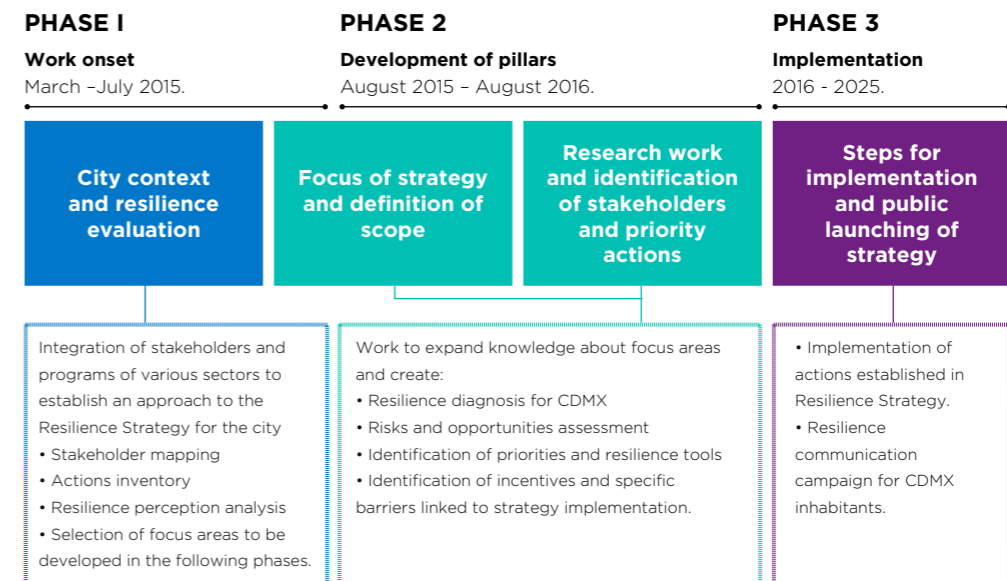 PHASE I
Work onset
March –July 2015.
PHASE 2
Development of pillars
August 2015 – August 2016.
PHASE 3
Implementation
2016 - 2025.
City context
and resilience
evaluation
Focus of strategy
and definition of
scope
Research work
and identification
of stakeholders
and priority
actions
Steps for
implementation
and public
launching of
strategy
Integration of stakeholders and
programs of various sectors to
establish an approach to the
Resilience Strategy for the city
• Stakeholder mapping
• Actions inventory
• Resilience perception analysis
• Selection of focus areas to be
developed in the following phases.
Work to expand knowledge about focus areas
and create:
• Resilience diagnosis for CDMX
• Risks and opportunities assessment
• Identification of priorities and resilience tools
• Identification of incentives and specific
barriers linked to strategy implementation.
• Implementation of
actions established in
Resilience Strategy.
• Resilience
communication
campaign for CDMX
inhabitants.